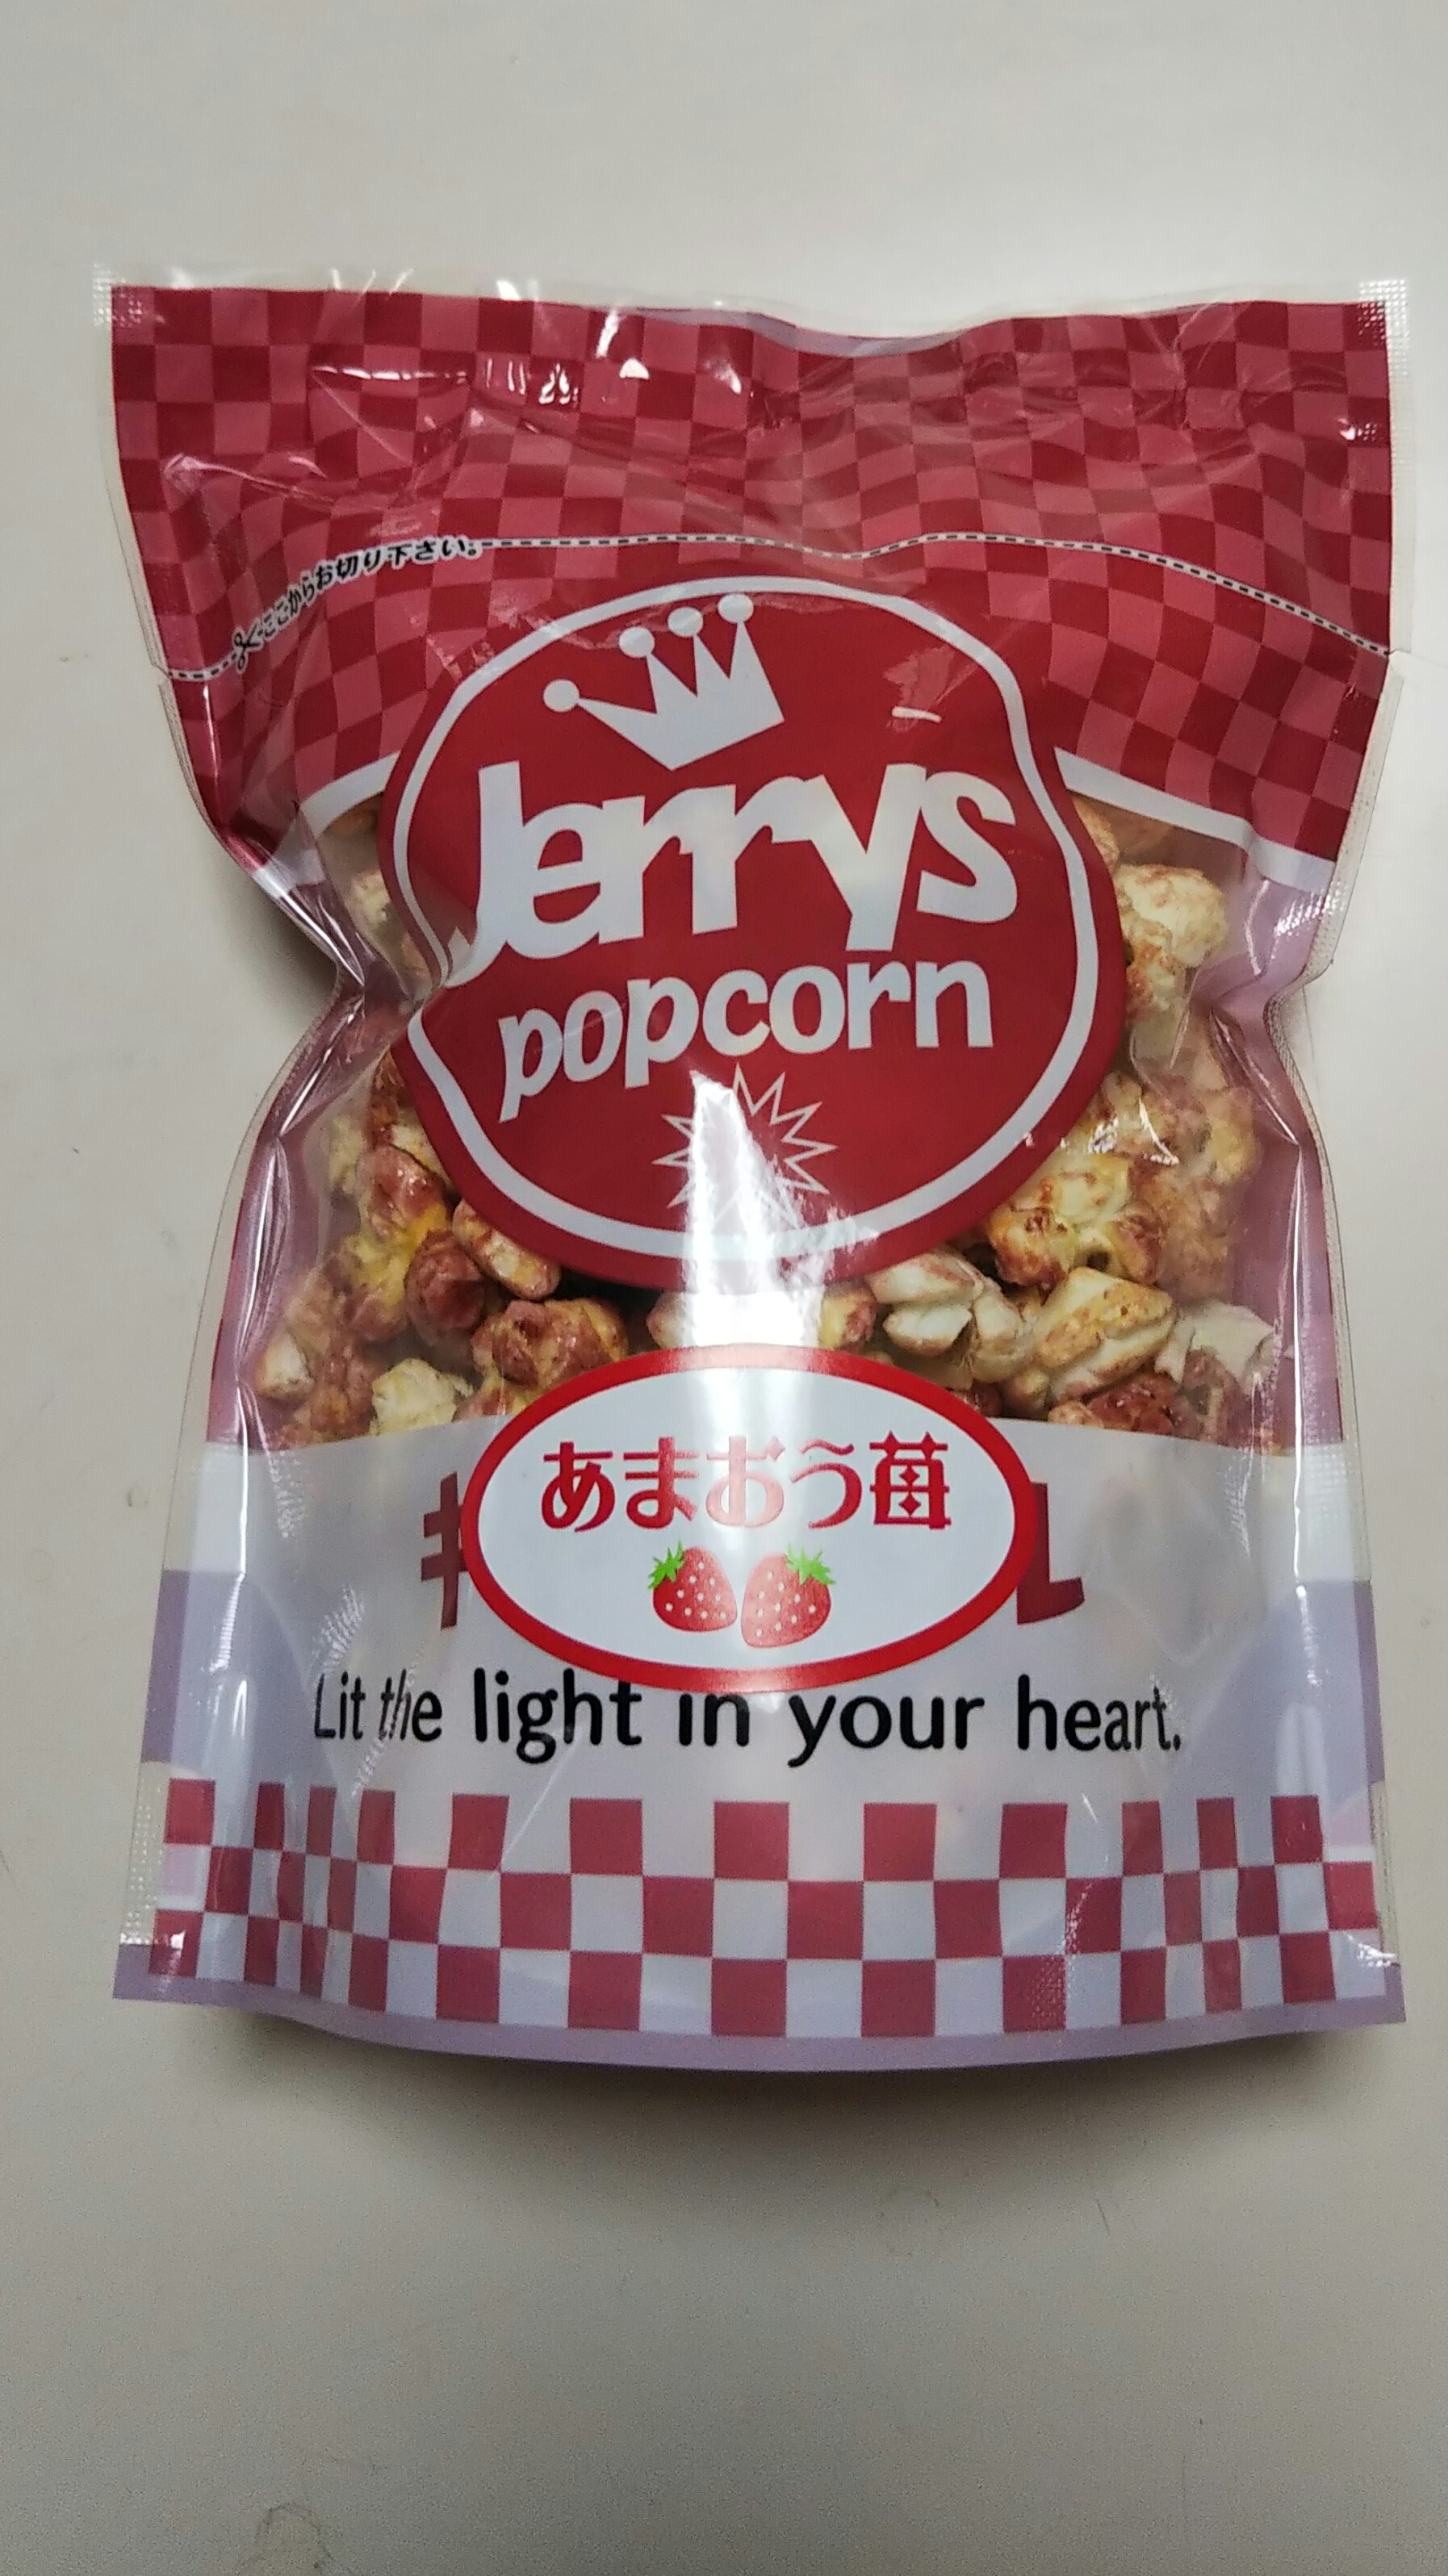 ここからお切り下さい。
Jerry's
popcorn
あまおう苺
Lit the light in your heart.